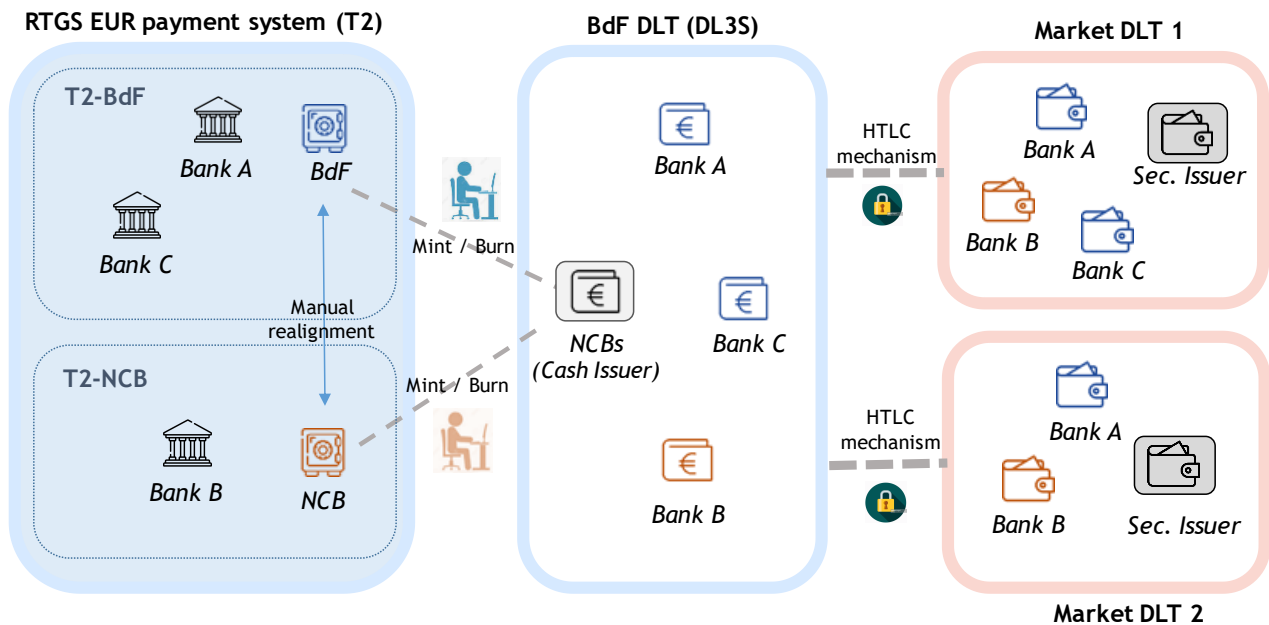 RTGS EUR payment system (T2)
T2-BdF
Bank A
BdF
Bank C
Manual
realignment
T2-NCB
Bank B
NCB
Mint / Burn
Mint / Burn
BdF DLT (DL3S)
€
Bank A
€
NCBs
(Cash Issuer)
€
Bank C
€
Bank B
HTLC
mechanism
HTLC
mechanism
Market DLT 1
Bank A
Sec. Issuer
Bank B
Bank C
Bank A
Bank B
Sec. Issuer
Market DLT 2